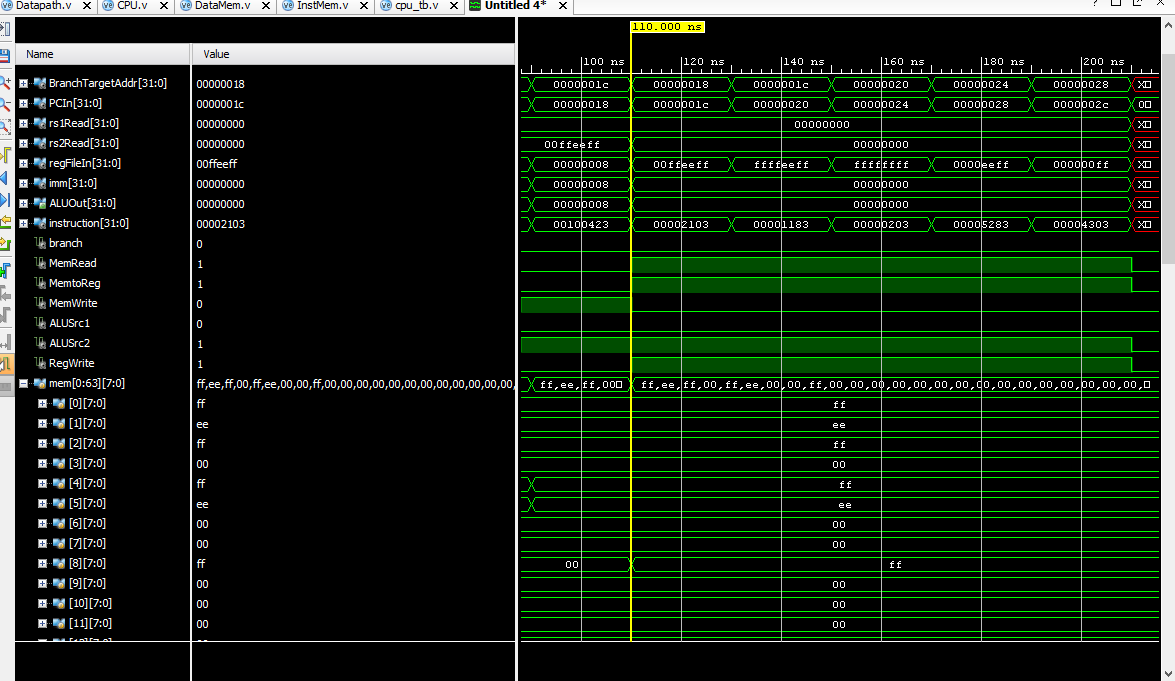 Datapath.v CPU.v DataMem.v InstMem.v cpu_tb.v Untitled 4*
110.000 ns
Name Value
100 ns 120 ns 140 ns 160 ns 180 ns 200 ns
BranchTargetAddr[31:0] 00000018 0000001c 00000018 0000001c 00000020 00000024 00000028 X
PCIn[31:0] 0000001c 00000018 0000001c 00000020 00000024 00000028 0000002c 0
rs1Read[31:0] 00000000 00000000 X
rs2Read[31:0] 00000000 00ffeeff 00000000 X
regFileIn[31:0] 00ffeeff 00000008 00ffeeff ffffeeff ffffffff 0000eeff 000000ff X
imm[31:0] 00000000 00000008 00000000 X
ALUOut[31:0] 00000000 00000008 00000000 X
instruction[31:0] 00002103 00100423 00002103 00001183 00000203 00005283 00004303 X
branch 0
MemRead 1
MemtoReg 1
MemWrite 0
ALUSrc1 0
ALUSrc2 1
RegWrite 1
mem[0:63][7:0] ff,ee,ff,00,ff,ee,00,00,ff,00,00,00,00,00,00,00,00,00,00,00,00, ff,ee,ff,00 ff,ee,ff,00,ff,ee,00,00,ff,00,00,00,00,00,00,00,00,00,00,00,00,00,00,00,
[0][7:0] ff ff
[1][7:0] ee ee
[2][7:0] ff ff
[3][7:0] 00 00
[4][7:0] ff ff
[5][7:0] ee ee
[6][7:0] 00 00
[7][7:0] 00 00
[8][7:0] ff 00 ff
[9][7:0] 00 00
[10][7:0] 00 00
[11][7:0] 00 00